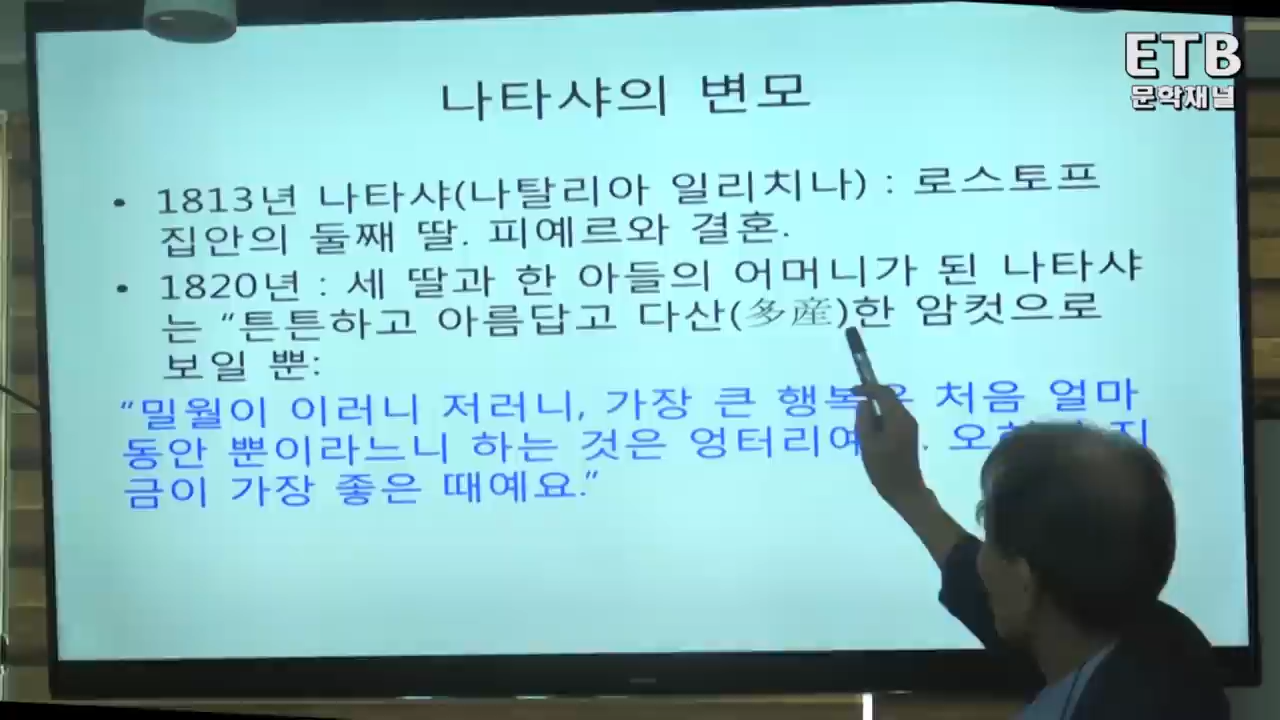 ETB
문학채널
나타샤의 변모
• 1813년 나타샤(나탈리아 일리치나) : 로스토프
집안의 둘째 딸. 피예르와 결혼.
• 1820년 : 세 딸과 한 아들의 어머니가 된 나타샤
는 “튼튼하고 아름답고 다산(多産)한 암컷으로
보일 뿐:
“밀월이 이러니 저러니, 가장 큰 행복은 처음 얼마
동안 뿐이라느니 하는 것은 엉터리예
금이 가장 좋은 때예요.”